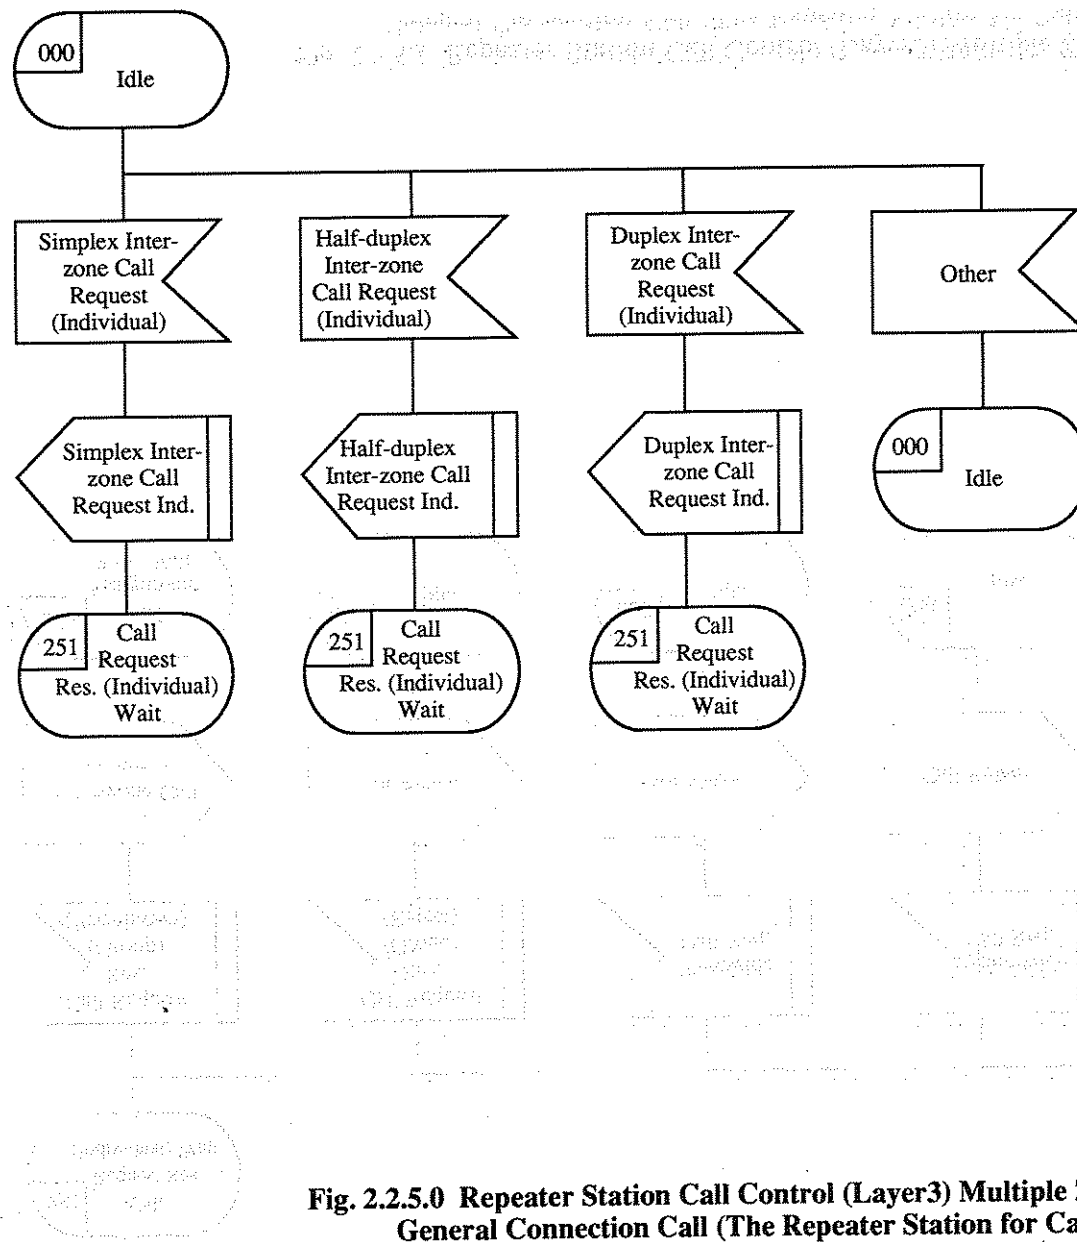 000
Idle
Simplex Inter-
zone Call
Request
(Individual)
Half-duplex
Inter-zone
Call Request
(Individual)
Duplex Inter-
zone Call
Request
(Individual)
Other
Simplex Inter-
zone Call
Request Ind.
Half-duplex
Inter-zone Call
Request Ind.
Duplex Inter-
zone Call
Request Ind.
000
Idle
251
Call
Request
Res. (Individual)
Wait
251
Call
Request
Res. (Individual)
Wait
251
Call
Request
Res. (Individual)
Wait
Fig. 2.2.5.0 Repeater Station Call Control (Layer3) Multiple
General Connection Call (The Repeater Station for Ca